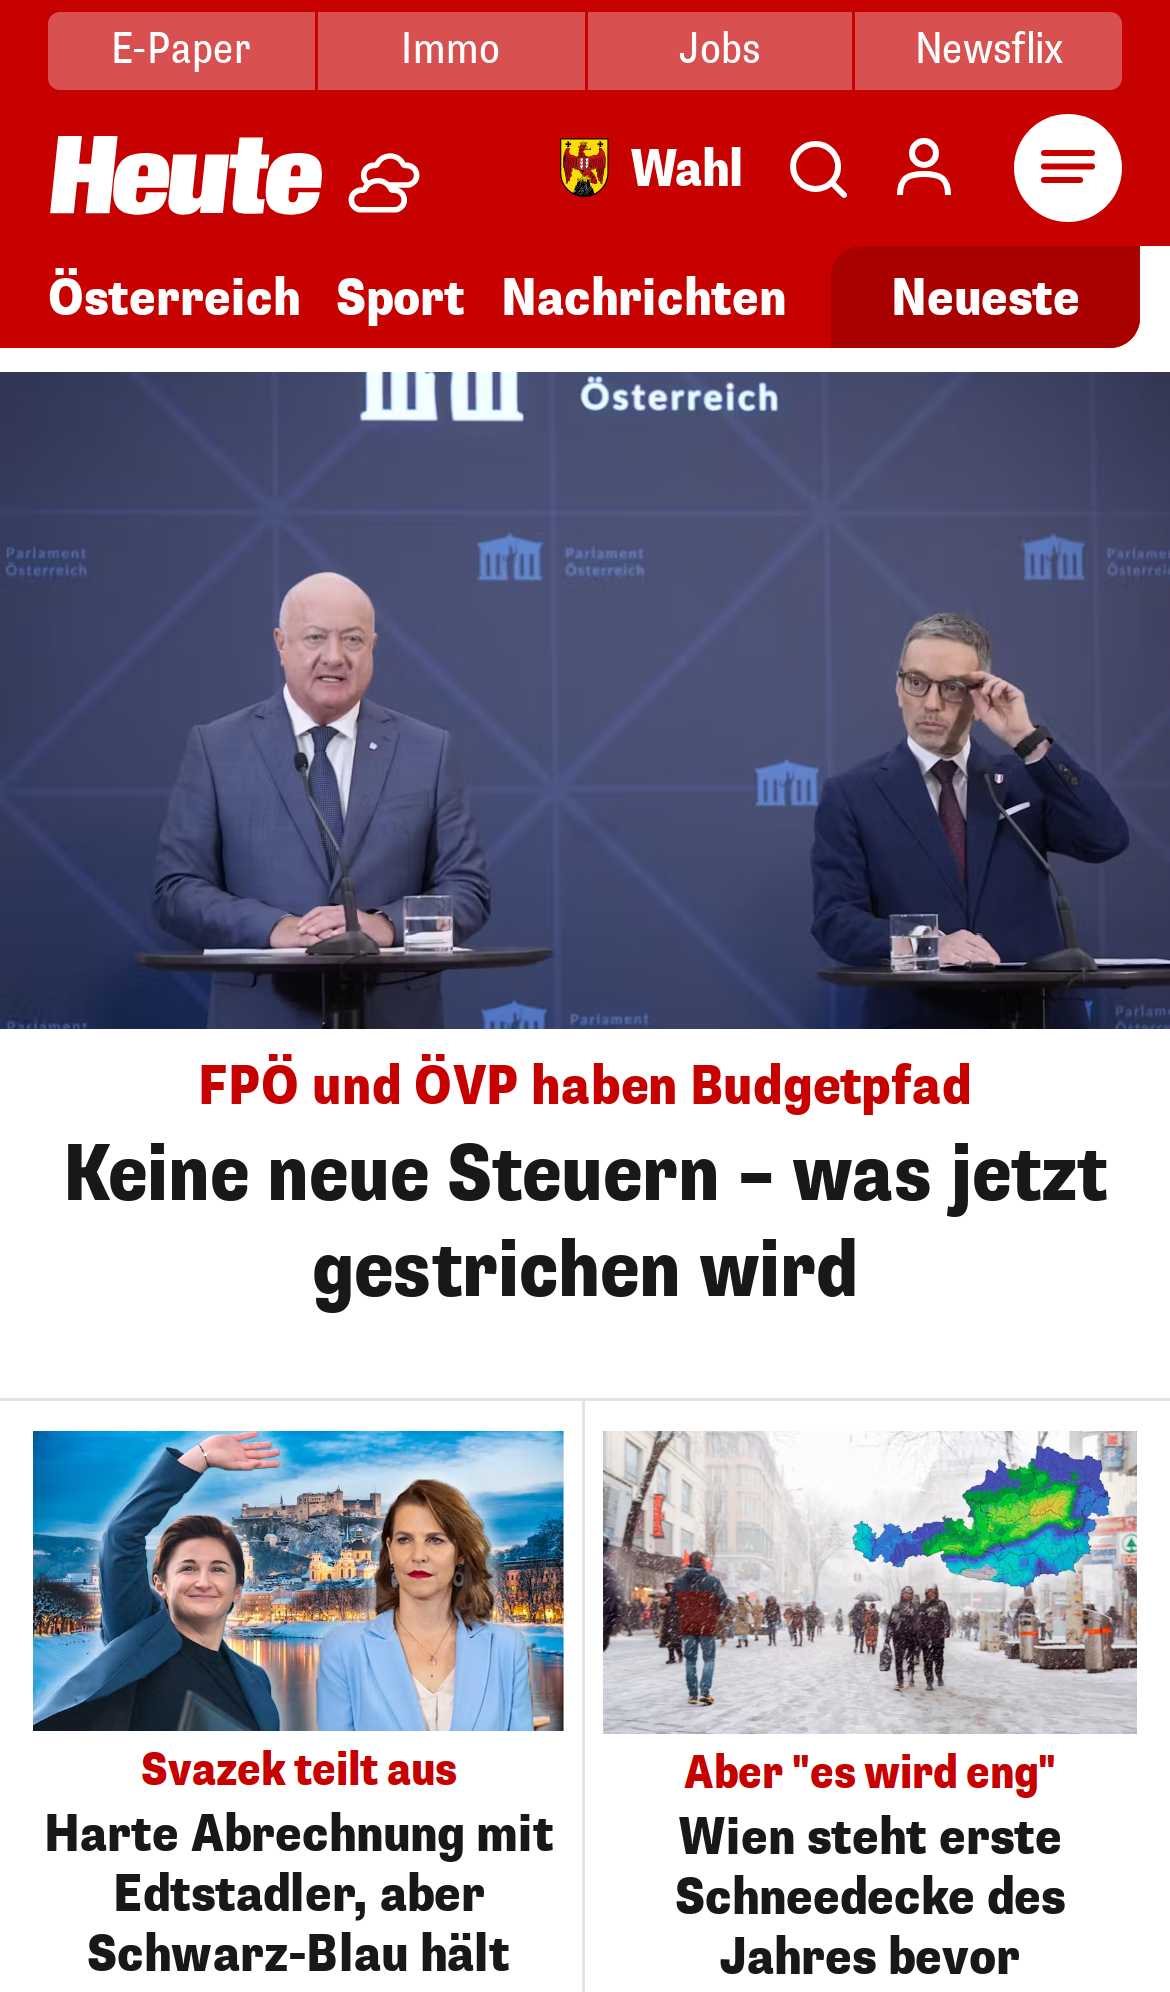 E-Paper
Immo
Jobs
Newsflix
Heute
Wahl
Österreich
Sport
Nachrichten
Neueste
Österreich
Parlament
Österreich
Parlament
Österreich
Parlament
Parlament
FPÖ und ÖVP haben Budgetpfad
Keine neue Steuern – was jetzt
gestrichen wird
Svazek teilt aus
Harte Abrechnung mit
Edtstadler, aber
Schwarz-Blau hält
Aber "es wird eng"
Wien steht erste
Schneedecke des
Jahres bevor